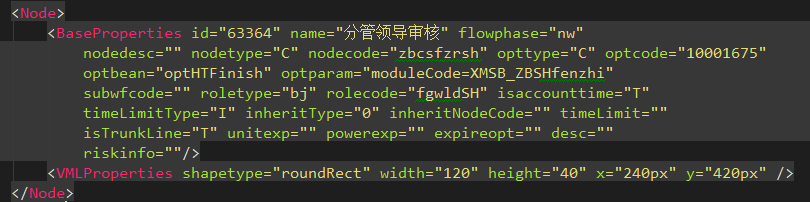 <Node>
<BaseProperties id="63364" name="分管领导审核" flowphase="nw"
nodedesc="" nodetype="C" nodecode="zbcsfzrsh" opttype="C" optcode="10001675"
optbean="optHTFinish" optparam="moduleCode=XMSB_ZBSHfenzhi"
subwfcode="" roletype="bj" rolecode="fgwldSH" isaccounttime="T"
timeLimitType="I" inheritType="0" inheritNodeCode="" timeLimit=""
isTrunkLine="T" unitexp="" powerexp="" expireopt="" desc=""
riskinfo=""/>
<VMLProperties shapetype="roundRect" width="120" height="40" x="240px" y="420px" />
</Node>